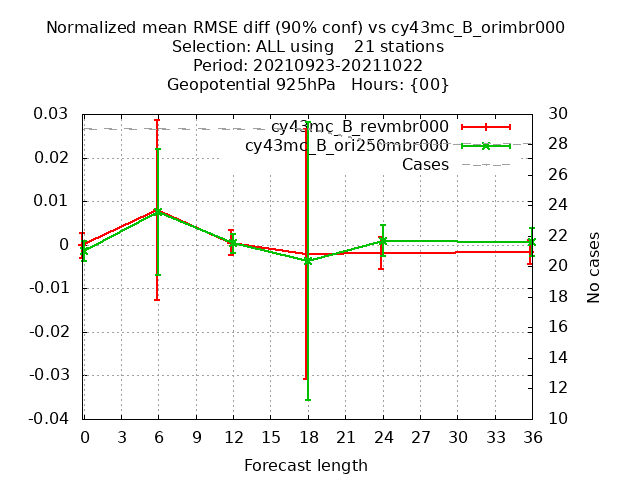 Normalized mean RMSE diff (90% conf) vs cy43mc_B_orimbr000
Selection: ALL using    21 stations
Period: 20210923-20211022
Geopotential 925hPa   Hours: {00}
cy43mc_B_revmbr000
cy43mc_B_ori250mbr000
Cases
0.03
0.02
0.01
0
-0.01
-0.02
-0.03
-0.04
30
28
26
24
22
20
18
16
14
12
10
No cases
0 3 6 9 12 15 18 21 24 27 30 33 36
Forecast length